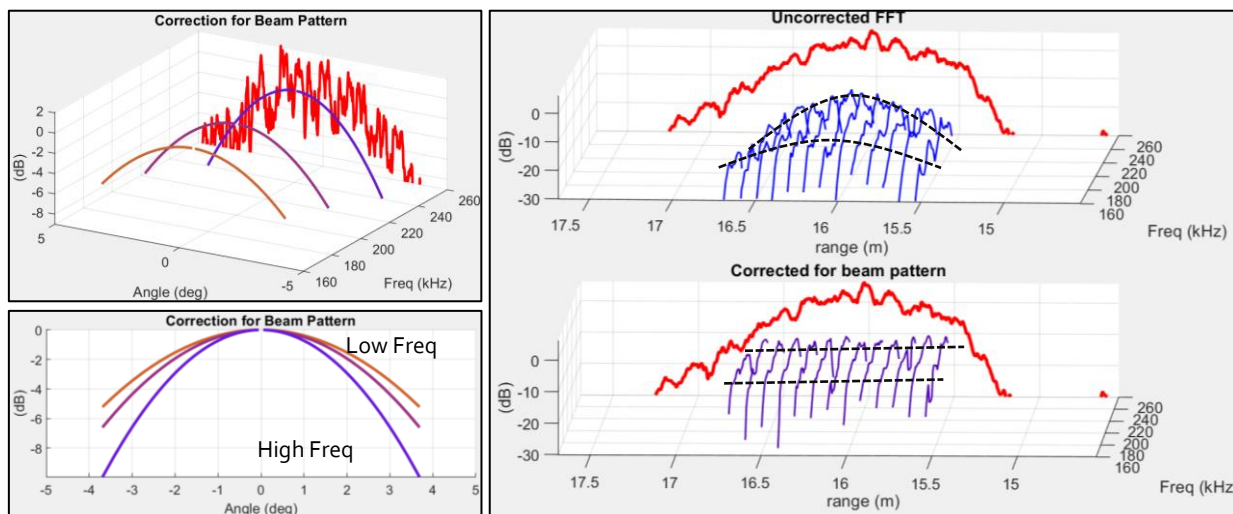 Correction for Beam Pattern
2
0
-2
-4
-6
-8
(dB)
5
0
-5
Angle (deg)
160
180
200
220
240
260
Freq (kHz)
Correction for Beam Pattern
0
-2
-4
-6
-8
(dB)
Low Freq
High Freq
-5 -4 -3 -2 -1 0 1 2 3 4 5
Angle (deg)
Uncorrected FFT
0
-10
-20
-30
(dB)
17.5 17 16.5 16 15.5 15
range (m)
260
240
220
200
180
160
Freq (kHz)
Corrected for beam pattern
0
-10
-20
-30
(dB)
17.5 17 16.5 16 15.5 15
range (m)
260
240
220
200
180
160
Freq (kHz)